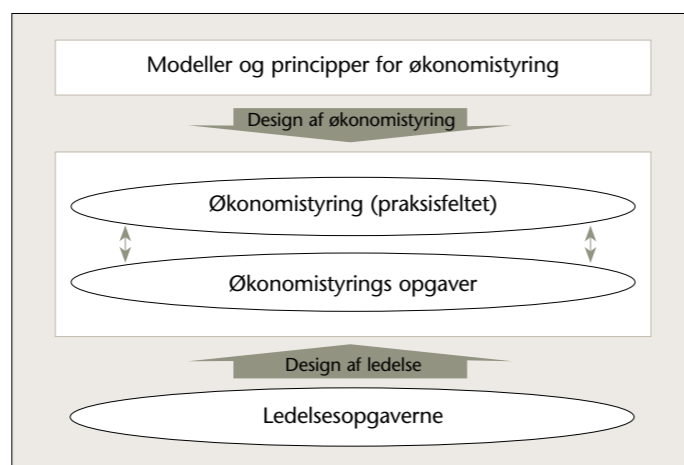 Modeller og principper for økonomistyring
Design af økonomistyring
Økonomistyring (praksisfeltet)
Økonomistyrings opgaver
Design af ledelse
Ledelsesopgaverne